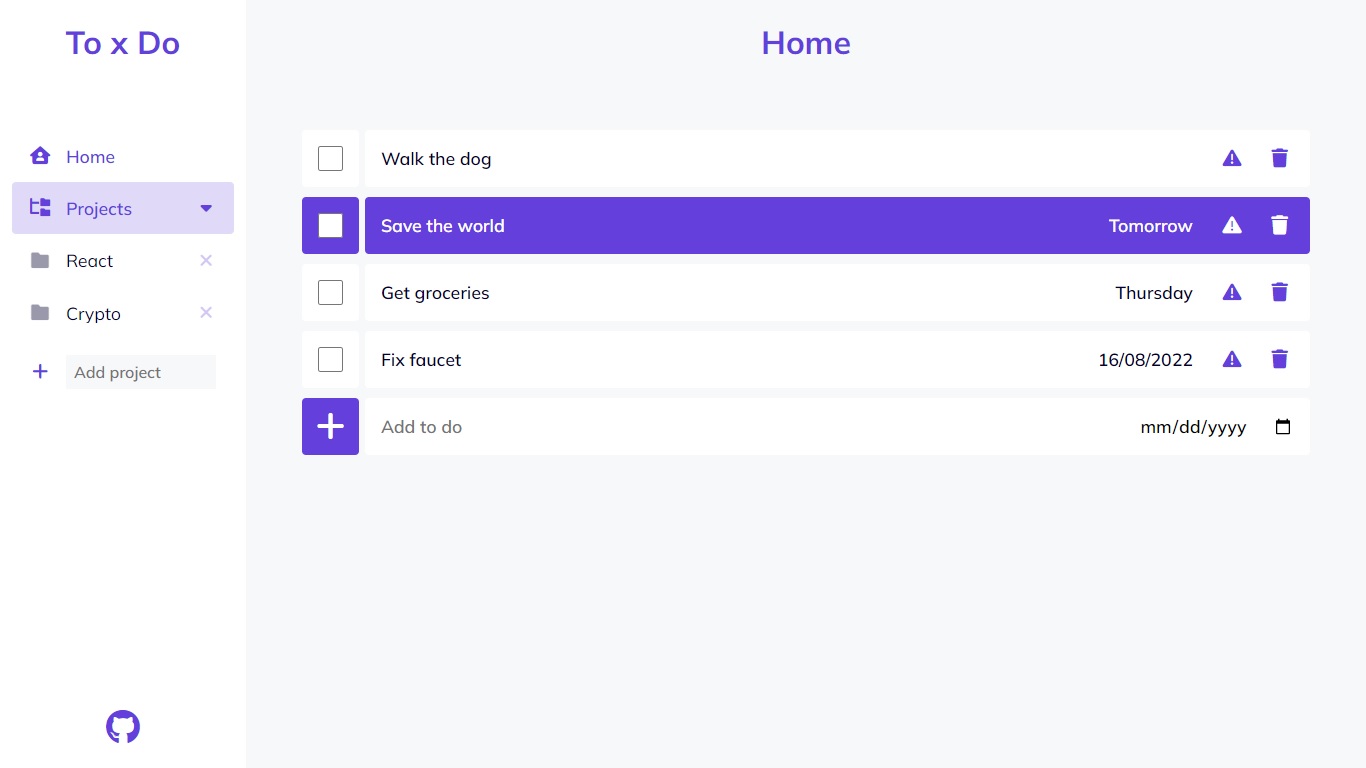 To x Do
Home
Projects
React
Crypto
Add project
Home
Walk the dog
Save the world Tomorrow
Get groceries Thursday
Fix faucet 16/08/2022
Add to do mm/dd/yyyy